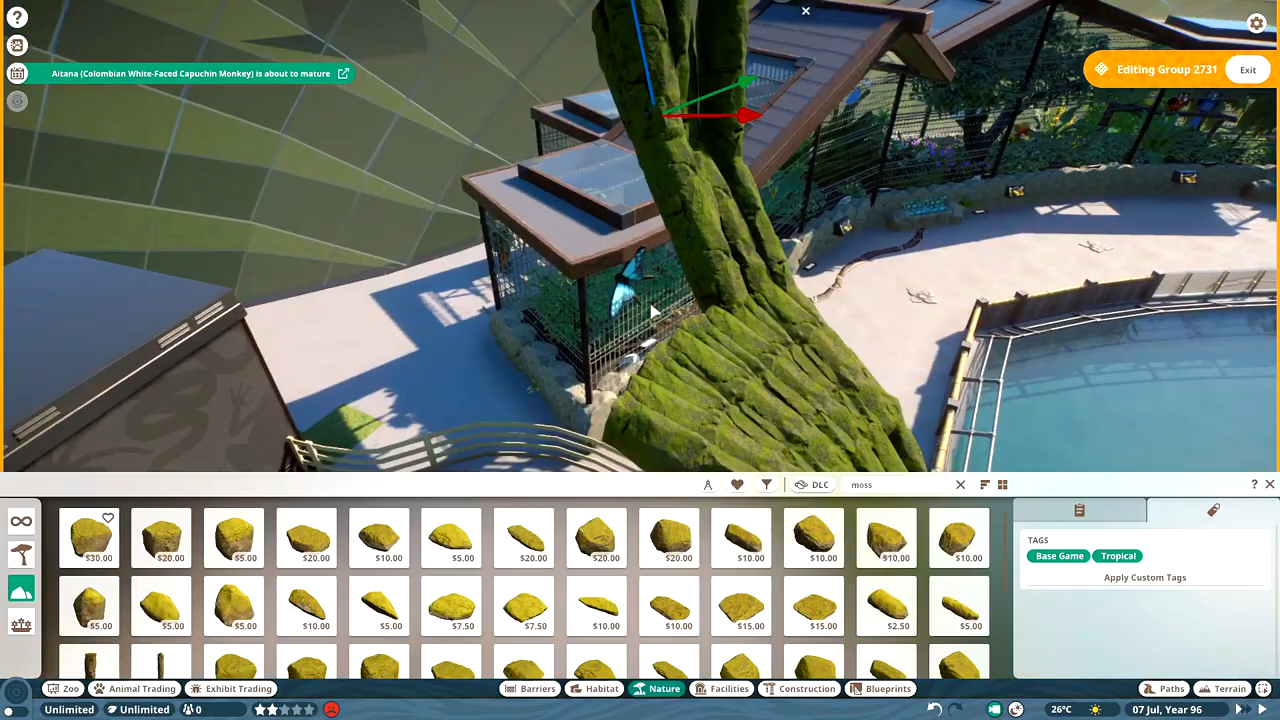 ?
Aitana (Colombian White-Faced Capuchin Monkey) is about to mature
Editing Group 2731
Exit
DLC
moss
?
$30.00
$20.00
$5.00
$20.00
$10.00
$5.00
$20.00
$20.00
$20.00
$10.00
$10.00
$10.00
$10.00
$5.00
$5.00
$5.00
$10.00
$5.00
$7.50
$7.50
$10.00
$10.00
$15.00
$15.00
$2.50
$5.00
TAGS
Base Game
Tropical
Apply Custom Tags
Zoo
Animal Trading
Exhibit Trading
Barriers
Habitat
Nature
Facilities
Construction
Blueprints
Paths
Terrain
Unlimited
Unlimited
0
26°C
07 Jul, Year 96